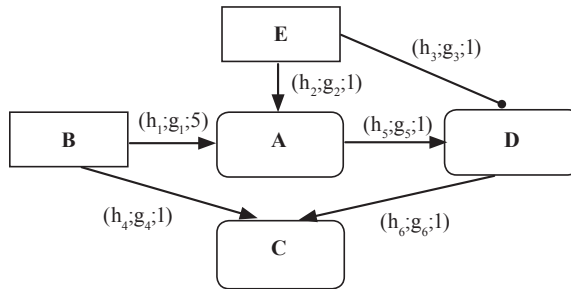 E
(h₃;g₃;1)
(h₂;g₂;1)
B
(h₁;g₁;5)
A
(h₅;g₅;1)
D
(h₄;g₄;1)
(h₆;g₆;1)
C